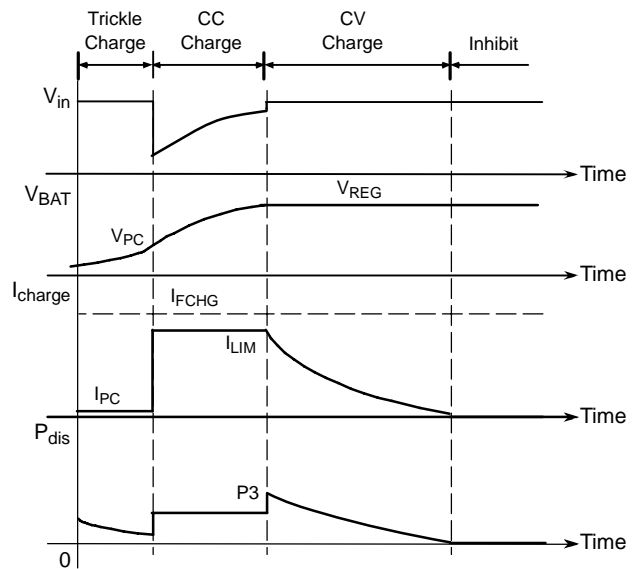 Trickle
Charge
CC
Charge
CV
Charge
Inhibit
Vin
Time
VBAT
VREG
VPC
Time
Icharge
IFCHG
ILIM
IPC
Time
Pdis
P3
Time
0